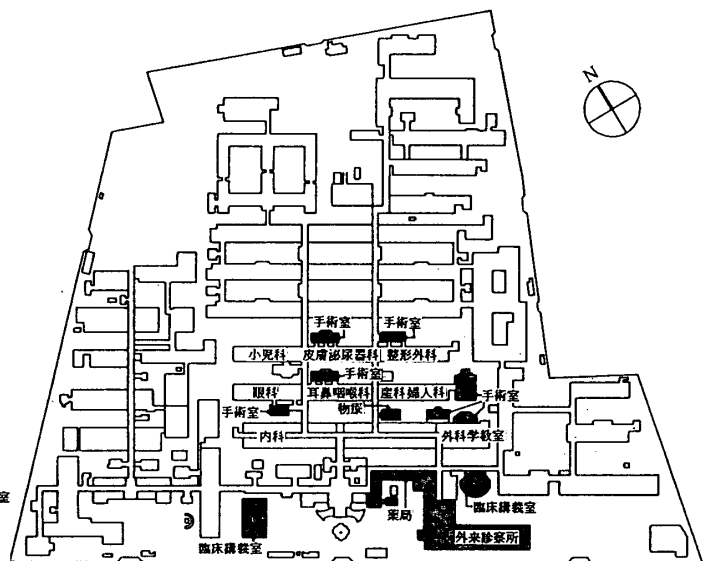 N
手術室
手術室
小児科
皮膚泌尿器科
整形外科
手術室
眼科
耳鼻咽喉科
産科婦人科
手術室
手術室
物療
内科
外科学教室
室
薬局
臨床講義室
臨床講義室
外来診察所